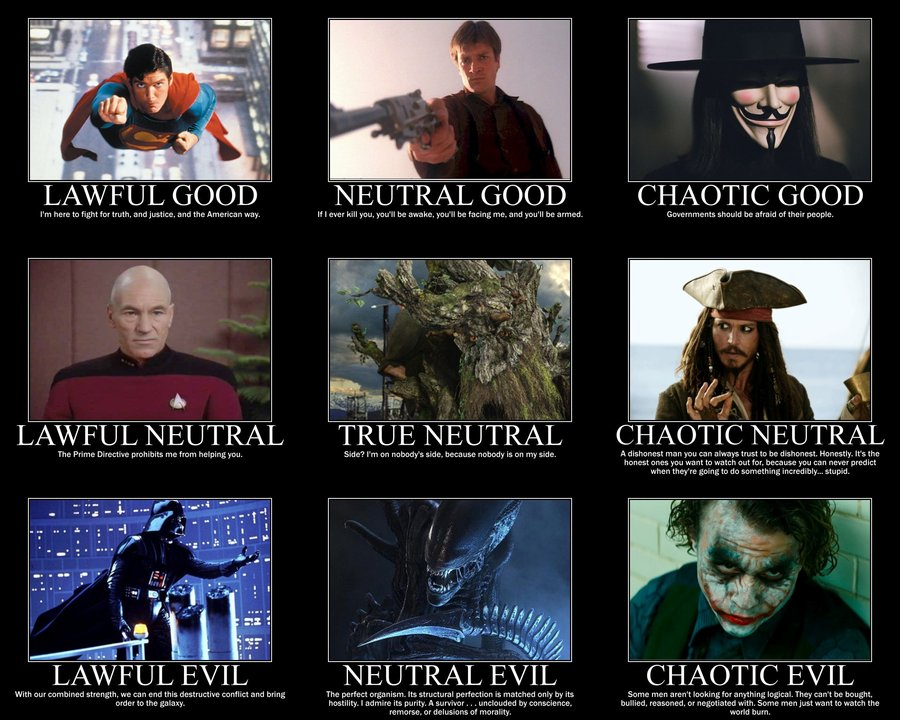 LAWFUL GOOD
I'm here to fight for truth, and justice, and the American way.
NEUTRAL GOOD
If I ever kill you, you'll be awake, you'll be facing me, and you'll be armed.
CHAOTIC GOOD
Governments should be afraid of their people.
LAWFUL NEUTRAL
The Prime Directive prohibits me from helping you.
TRUE NEUTRAL
Side? I'm on nobody's side, because nobody is on my side.
CHAOTIC NEUTRAL
A dishonest man you can always trust to be dishonest. Honestly. It's the
honest ones you want to watch out for, because you can never predict
when they're going to do something incredibly... stupid.
LAWFUL EVIL
With our combined strength, we can end this destructive conflict and bring
order to the galaxy.
NEUTRAL EVIL
The perfect organism. Its structural perfection is matched only by its
hostility. I admire its purity. A survivor . . . unclouded by conscience,
remorse, or delusions of morality.
CHAOTIC EVIL
Some men aren't looking for anything logical. They can't be bought,
bullied, reasoned, or negotiated with. Some men just want to watch the
world burn.